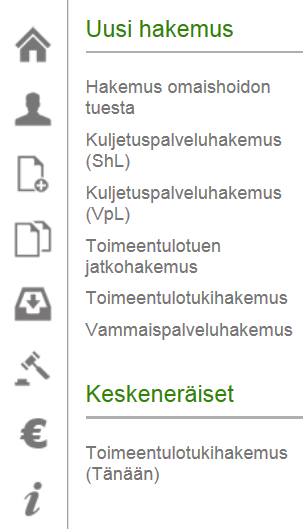 Uusi hakemus
Hakemus omaishoidon
tuesta
Kuljetuspalveluhakemus
(ShL)
Kuljetuspalveluhakemus
(VpL)
Toimeentulotuen
jatkohakemus
Toimeentulotukihakemus
Vammaispalveluhakemus
Keskeneräiset
Toimeentulotukihakemus
(Tänään)